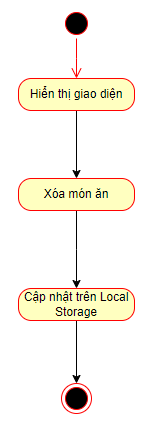 Hiển thị giao diện
Xóa món ăn
Cập nhật trên Local
Storage